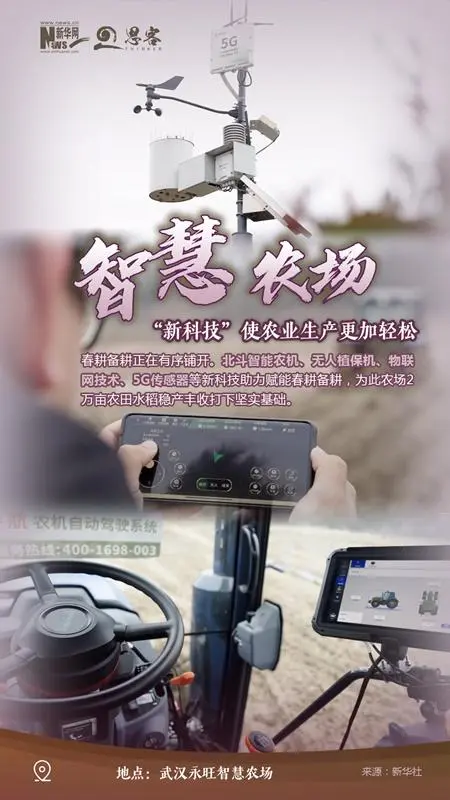 www.news.cn
新华网
NEWS
思客
THINKER
5G
智慧农场
“新科技”使农业生产更加轻松
春耕备耕正在有序铺开。北斗智能农机、无人植保机、物联
网技术、5G传感器等新科技助力赋能春耕备耕，为此农场2
万亩农田水稻稳产丰收打下坚实基础。
农机自动驾驶系统
热线:400-1698-003
地点：武汉永旺智慧农场
来源：新华社